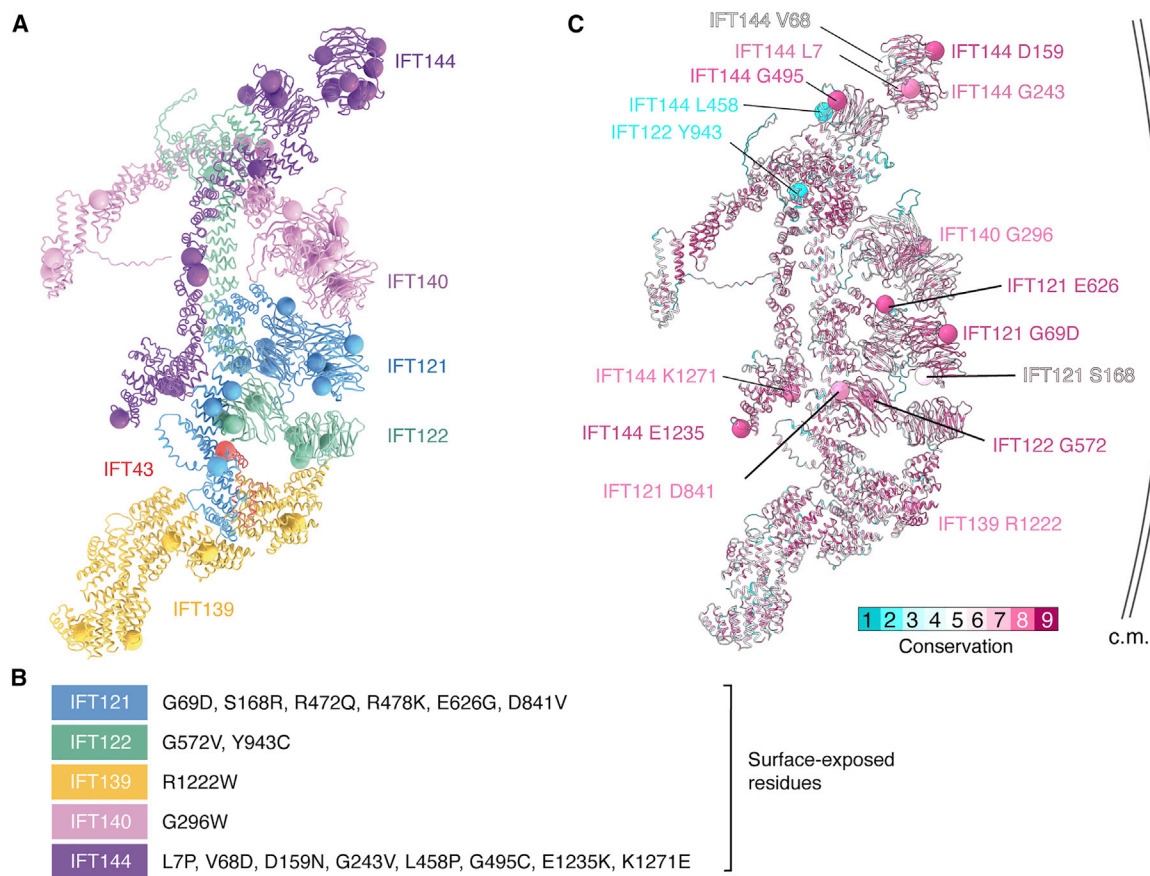 A
IFT144
IFT140
IFT121
IFT122
IFT43
IFT139
C
IFT144 V68
IFT144 L7
IFT144 D159
IFT144 G495
IFT144 G243
IFT144 L458
IFT122 Y943
IFT140 G296
IFT121 E626
IFT121 G69D
IFT144 K1271
IFT121 S168
IFT144 E1235
IFT122 G572
IFT121 D841
IFT139 R1222
1 2 3 4 5 6 7 8 9
Conservation
c.m.
B
IFT121 G69D, S168R, R472Q, R478K, E626G, D841V
IFT122 G572V, Y943C
IFT139 R1222W
IFT140 G296W
IFT144 L7P, V68D, D159N, G243V, L458P, G495C, E1235K, K1271E
Surface-exposed
residues